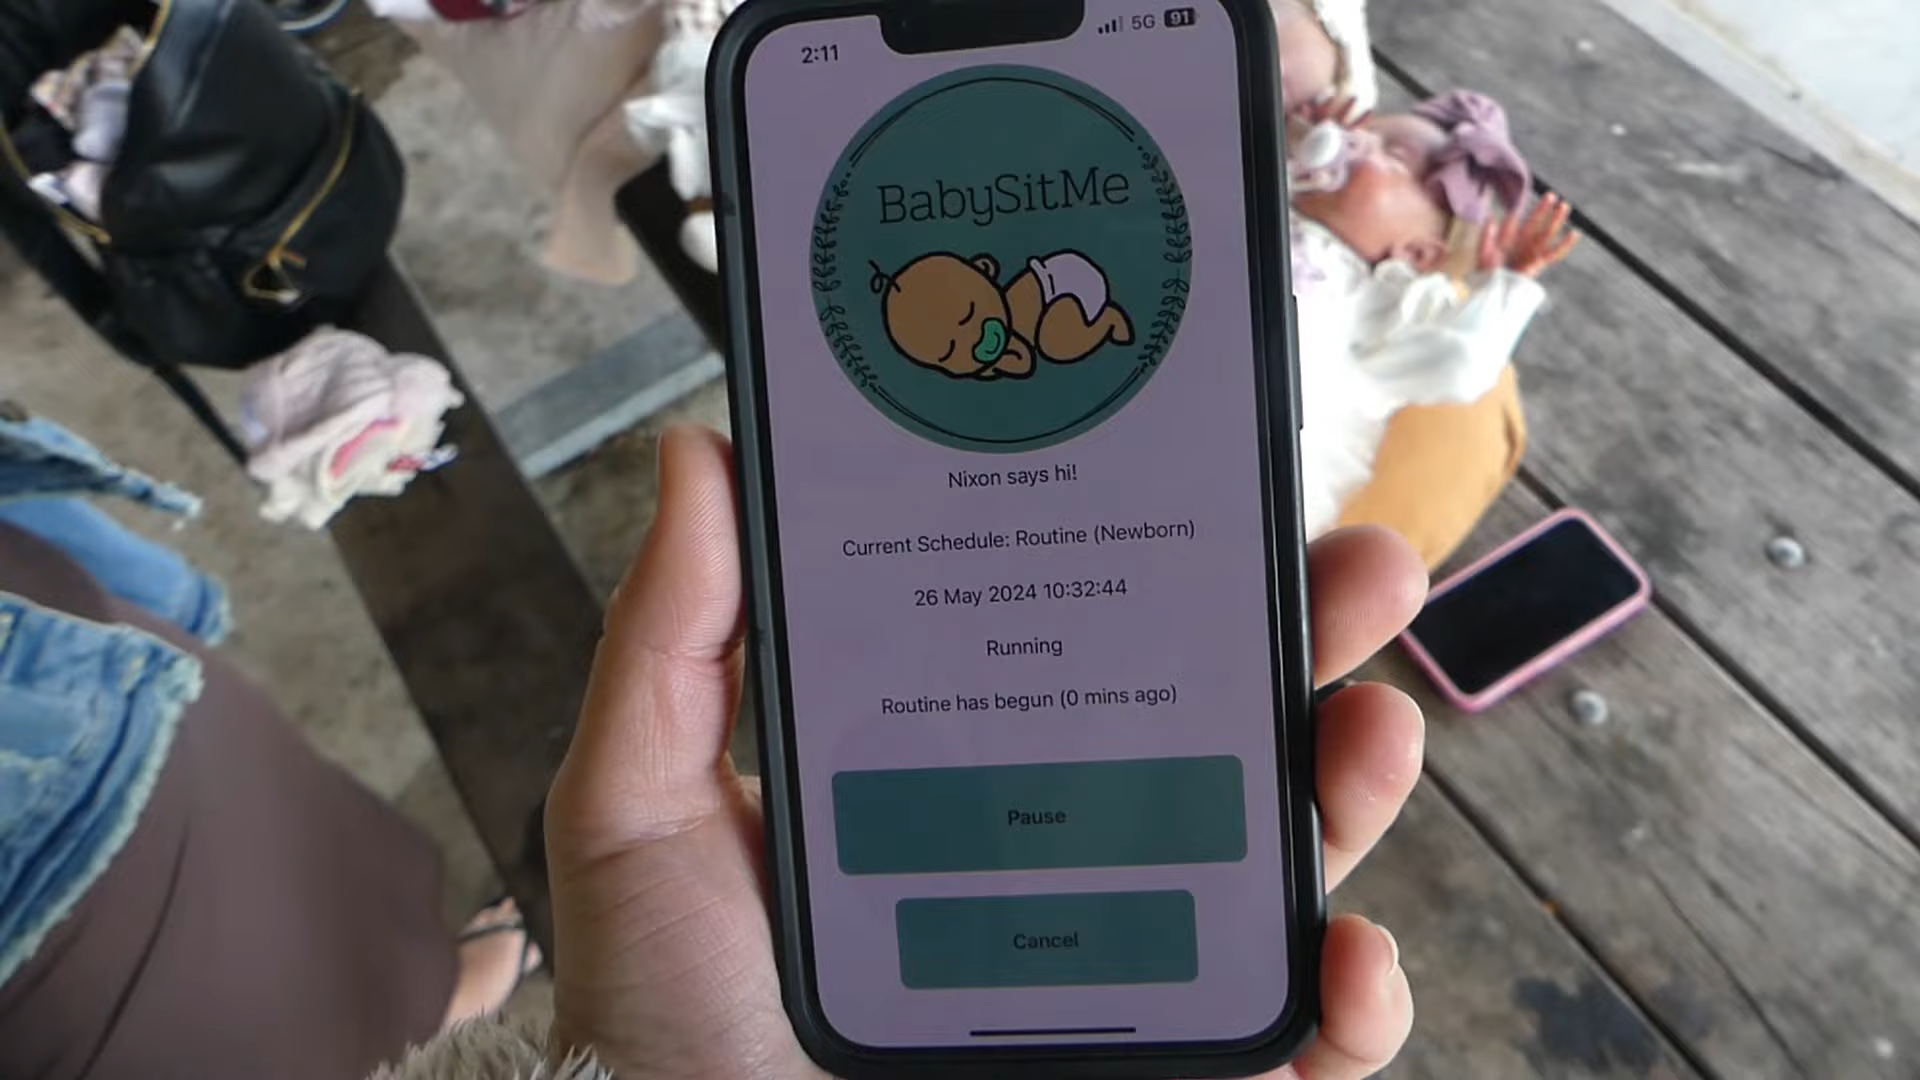 2:11 5G 91
BabySitMe
Nixon says hi!
Current Schedule: Routine (Newborn)
26 May 2024 10:32:44
Running
Routine has begun (0 mins ago)
Pause
Cancel